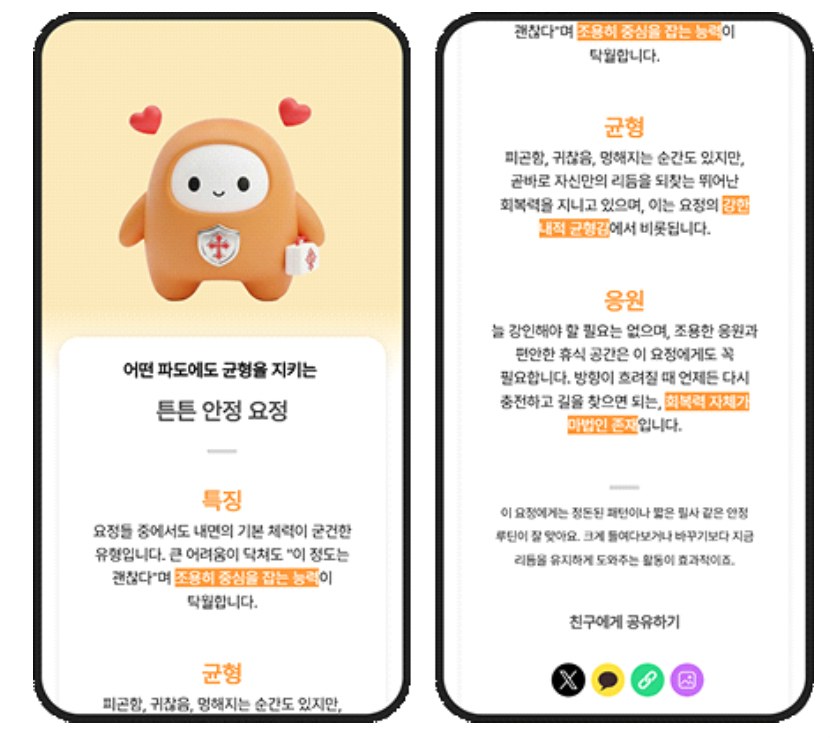 어떤 파도에도 균형을 지키는
튼튼 안정 요정
특징
요정들 중에서도 내면의 기본 체력이 굳건한
유형입니다. 큰 어려움이 닥쳐도 "이 정도는
괜찮다"며 조용히 중심을 잡는 능력이
탁월합니다.
균형
피곤함, 귀찮음, 멍해지는 순간도 있지만,
괜찮다"며 조용히 중심을 잡는 능력이
탁월합니다.
균형
피곤함, 귀찮음, 멍해지는 순간도 있지만,
곧바로 자신만의 리듬을 되찾는 뛰어난
회복력을 지니고 있으며, 이는 요정의 강한
내적 균형감에서 비롯됩니다.
응원
늘 강인해야 할 필요는 없으며, 조용한 응원과
편안한 휴식 공간은 이 요정에게도 꼭
필요합니다. 방향이 흐려질 때 언제든 다시
충전하고 길을 찾으면 되는, 회복력 자체가
마법인 존재입니다.
이 요정에게는 정돈된 패턴이나 짧은 필사 같은 안정
루틴이 잘 맞아요. 크게 들여다보거나 바꾸기보다 지금
리듬을 유지하게 도와주는 활동이 효과적이죠.
친구에게 공유하기